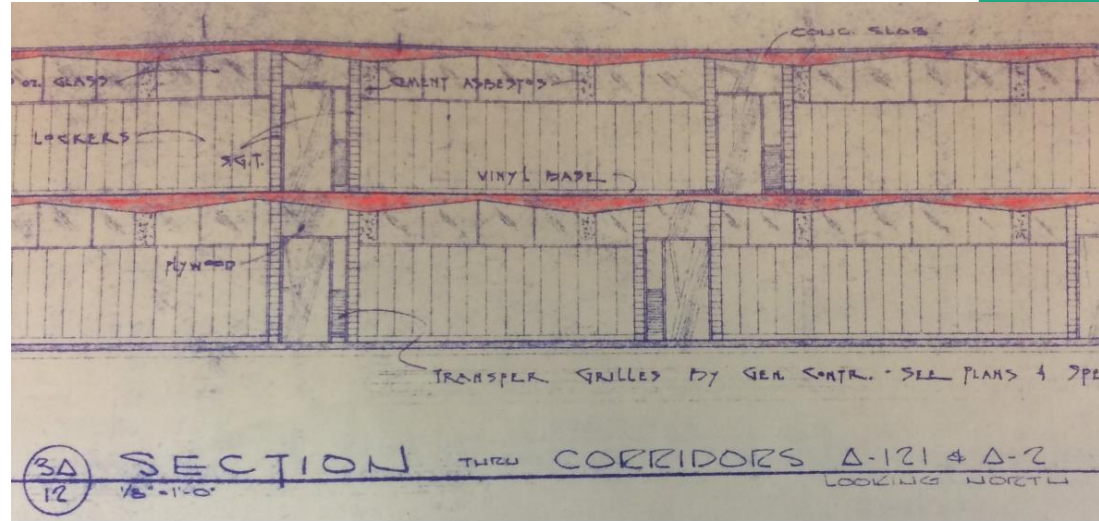 CONC. SLAB
OZ. GLASS
CEMENT ASBESTOS
LOCKERS
S.G.T.
VINYL BASE
PLYWOOD
TRANSFER GRILLES BY GEN. CONTR. - SEE PLANS & SPE
3A
12
SECTION THRU CORRIDORS A-121 & A-2
1/8" = 1'-0"
LOOKING NORTH